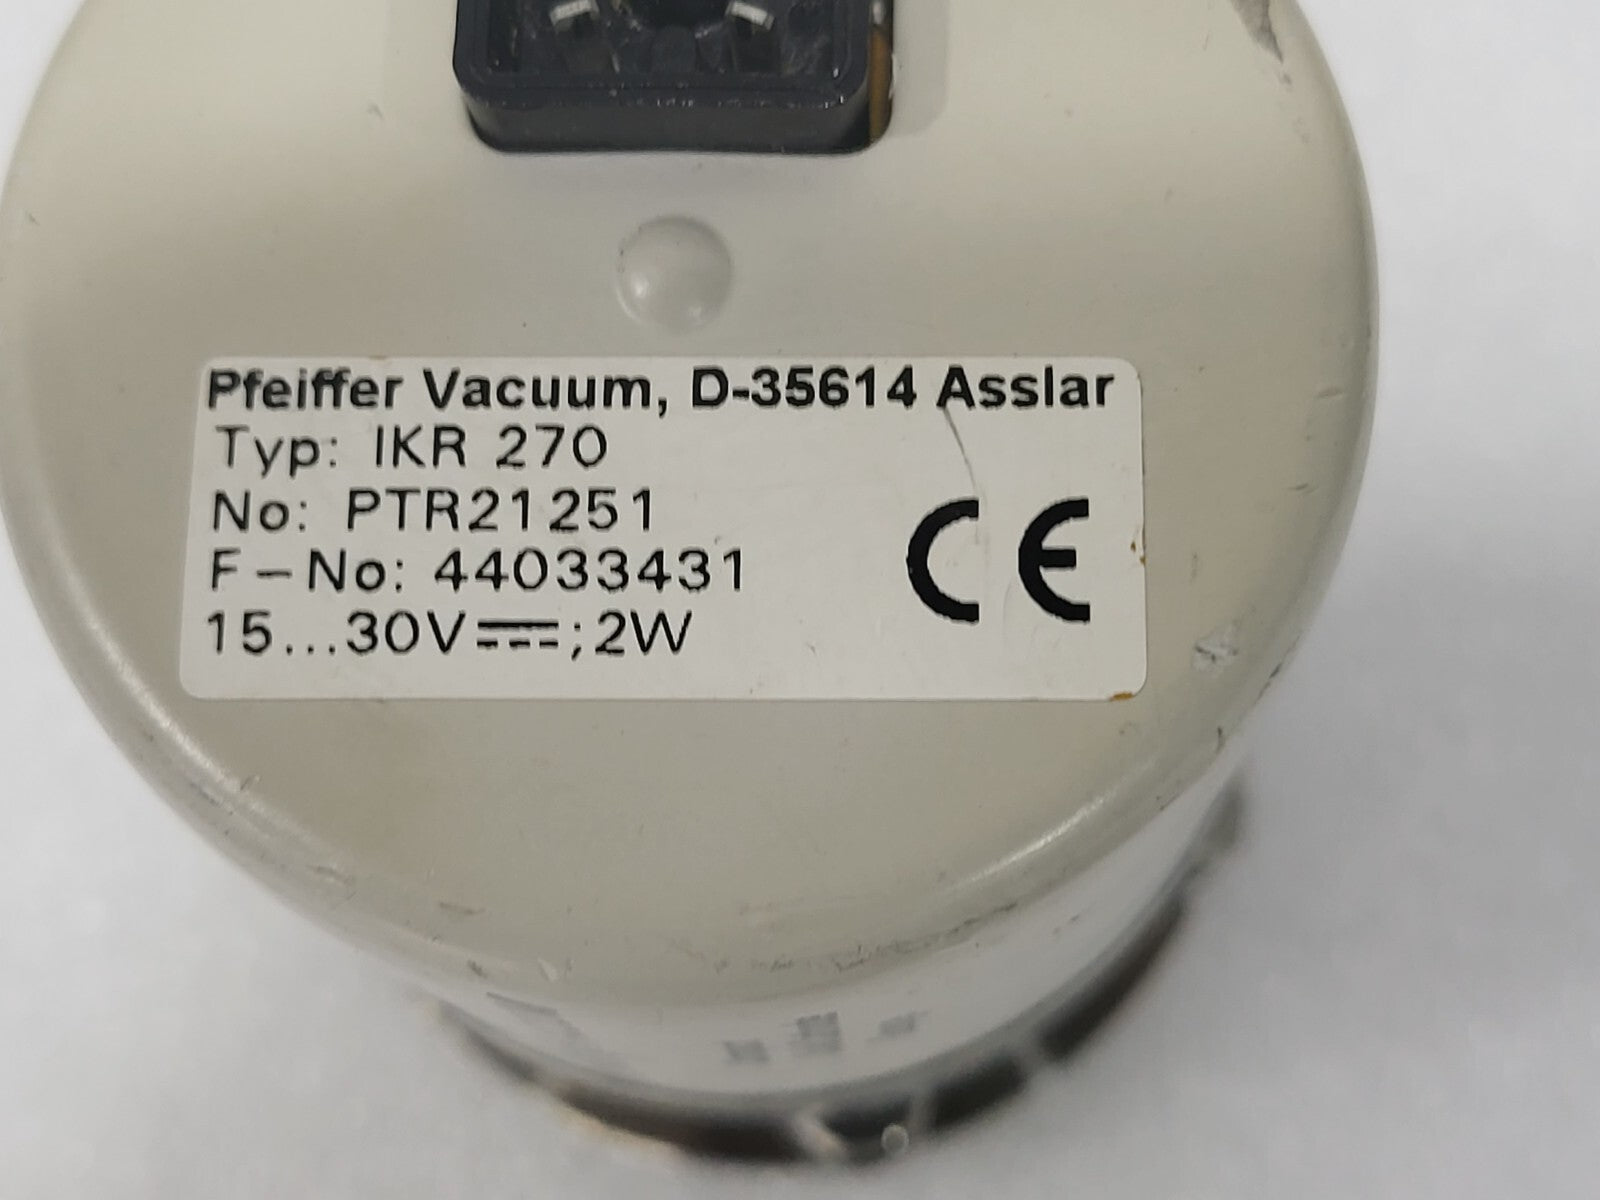 Pfeiffer Vacuum, D-35614 Asslar
Typ: IKR 270
No: PTR21251
F-No: 44033431
15...30V⎓;2W
CE